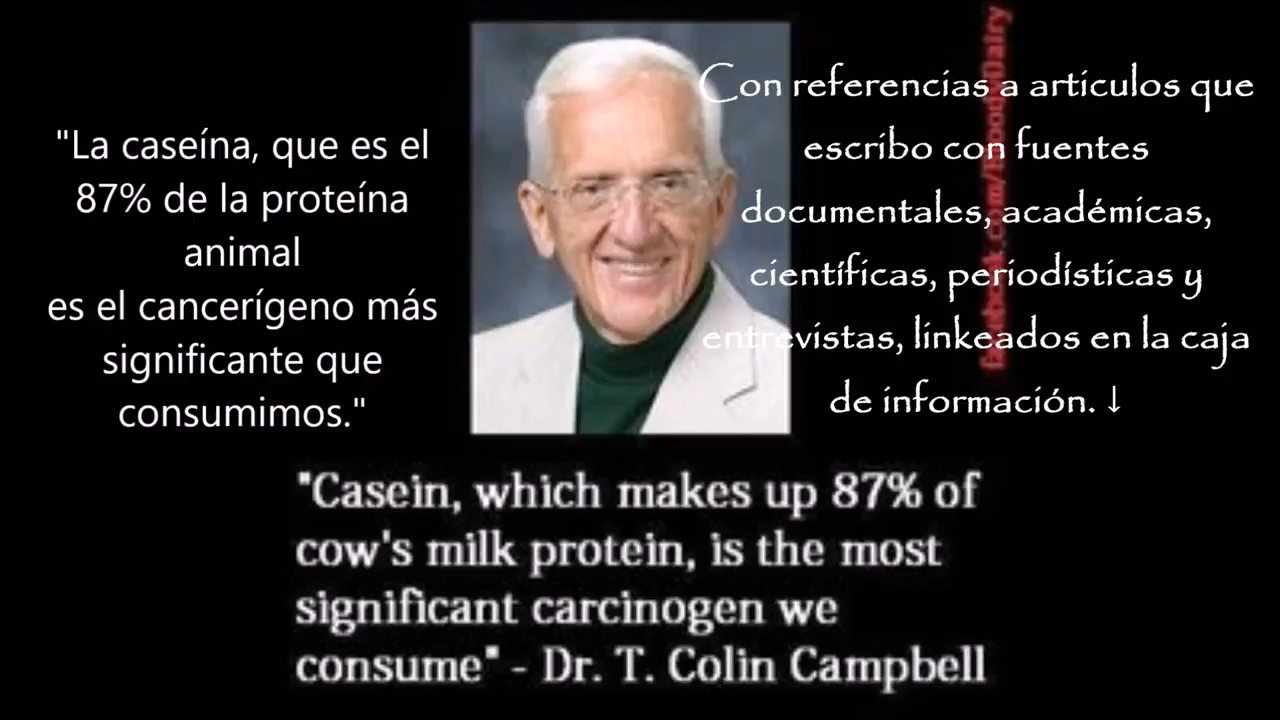 "La caseína, que es el
87% de la proteína
animal
es el cancerígeno más
significante que
consumimos."
Con referencias a artículos que
escribo con fuentes
documentales, académicas,
científicas, periodísticas y
entrevistas, linkeados en la caja
de información. ↓
"Casein, which makes up 87% of
cow's milk protein, is the most
significant carcinogen we
consume" - Dr. T. Colin Campbell